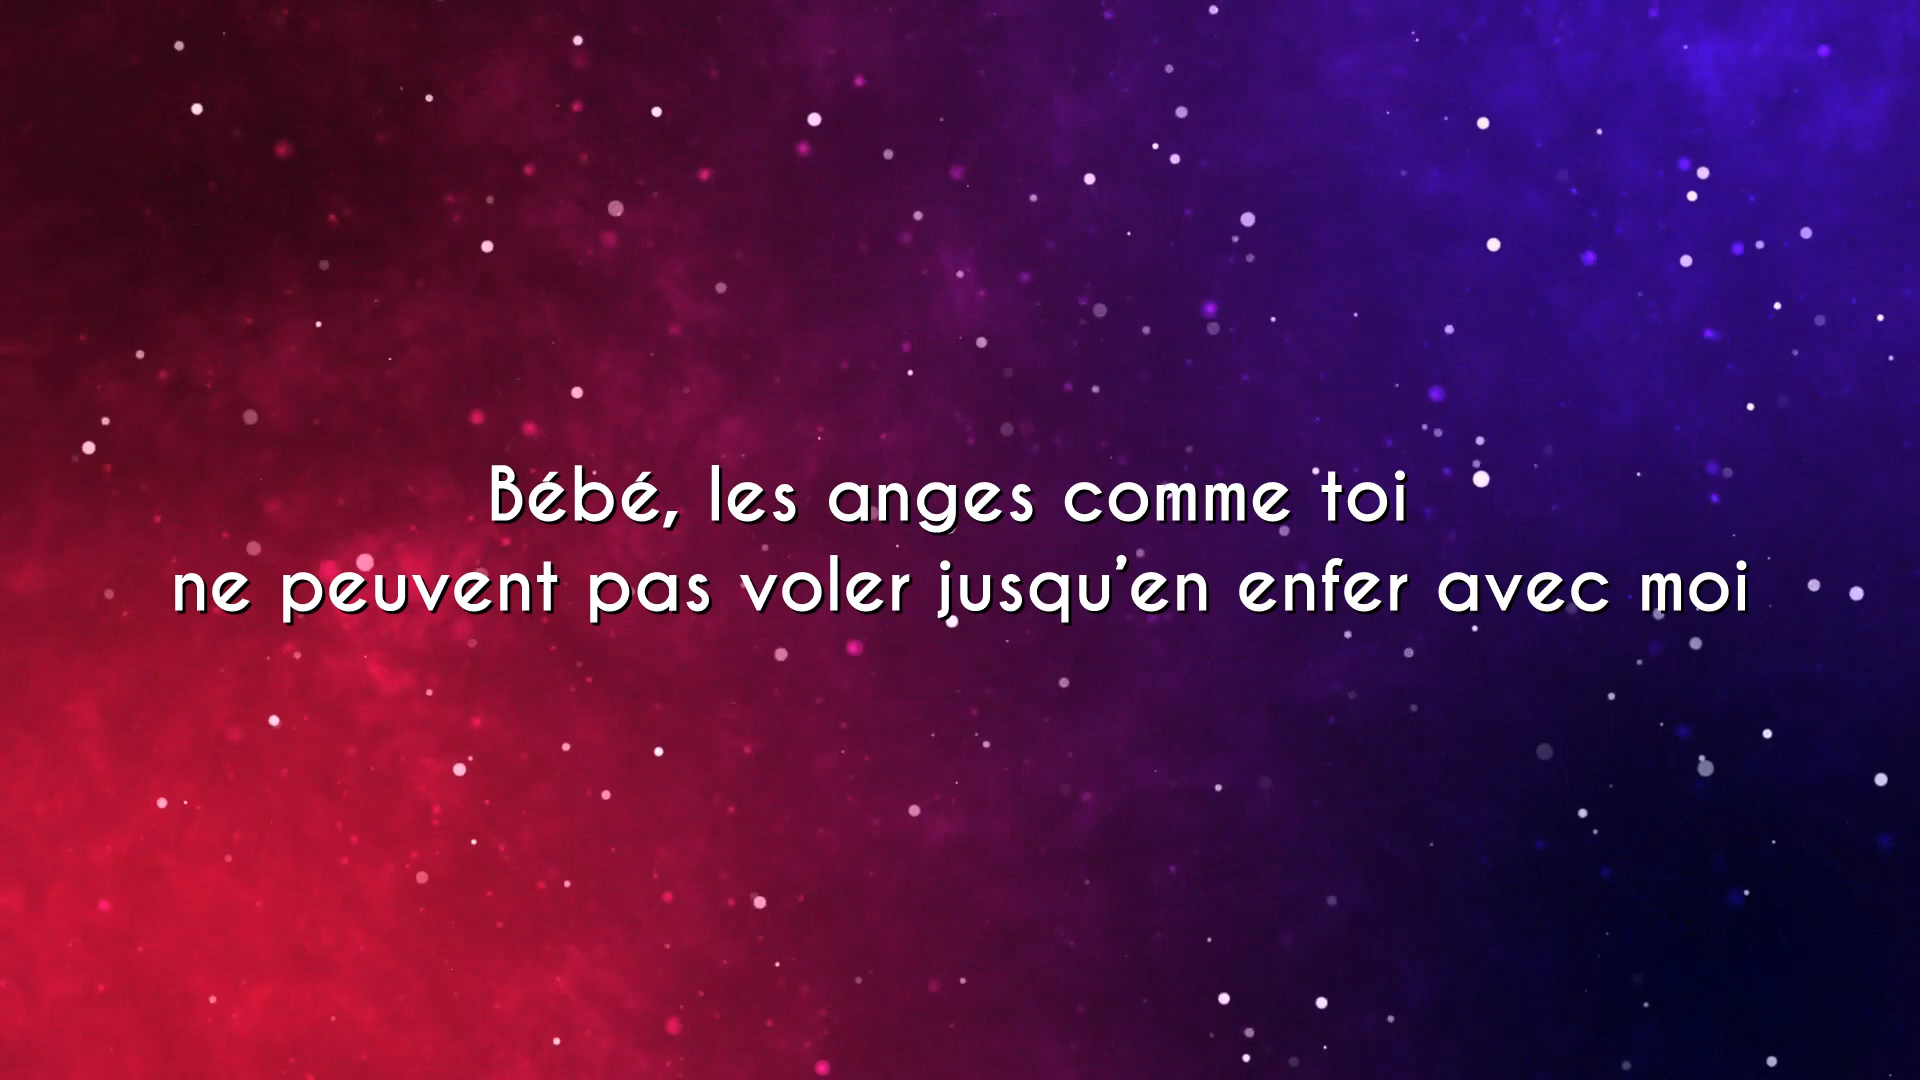 Bébé, les anges comme toi
ne peuvent pas voler jusqu'en enfer avec moi